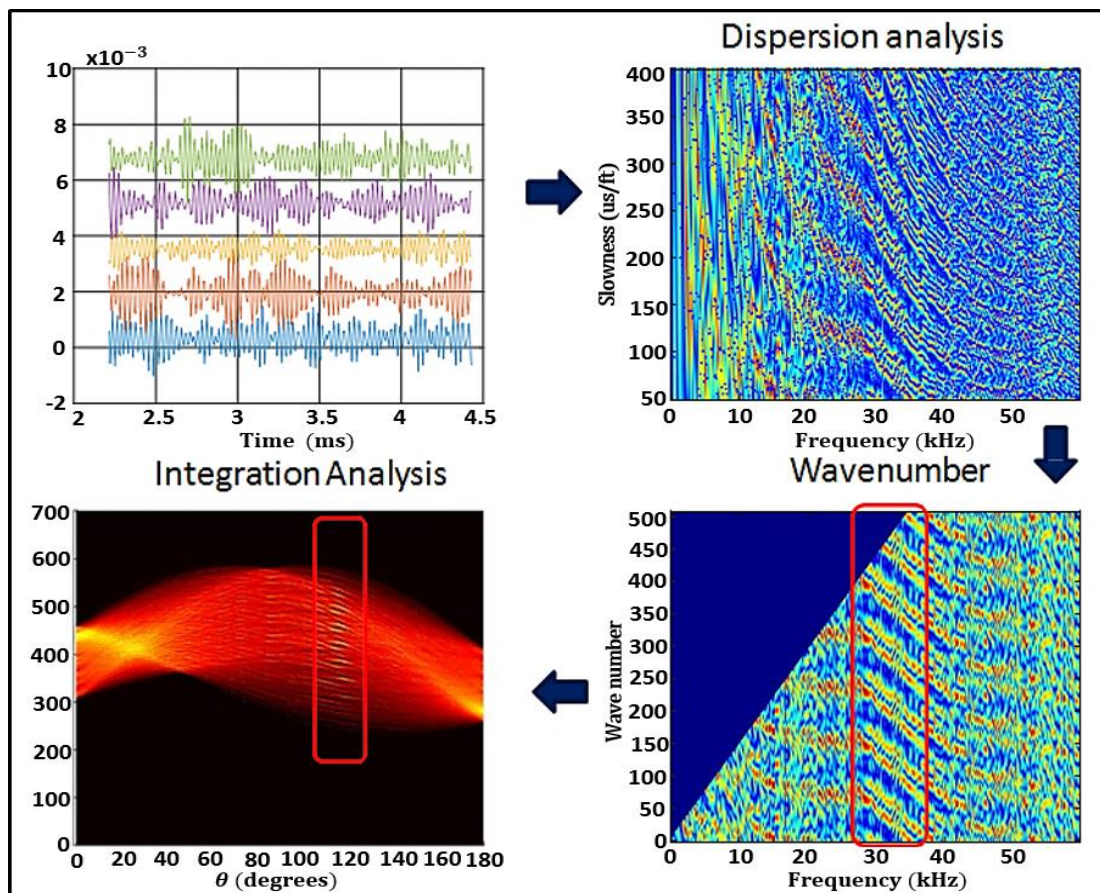 x10−3
10
8
6
4
2
0
-2
2 2.5 3 3.5 4 4.5
Time (ms)
Dispersion analysis
400
350
300
250
200
150
100
50
Slowness (us/ft)
0 10 20 30 40 50
Frequency (kHz)
Integration Analysis
700
600
500
400
300
200
100
0
0 20 40 60 80 100 120 140 160 180
θ (degrees)
Wavenumber
500
450
400
350
300
250
200
150
100
50
0
Wave number
0 10 20 30 40 50
Frequency (kHz)